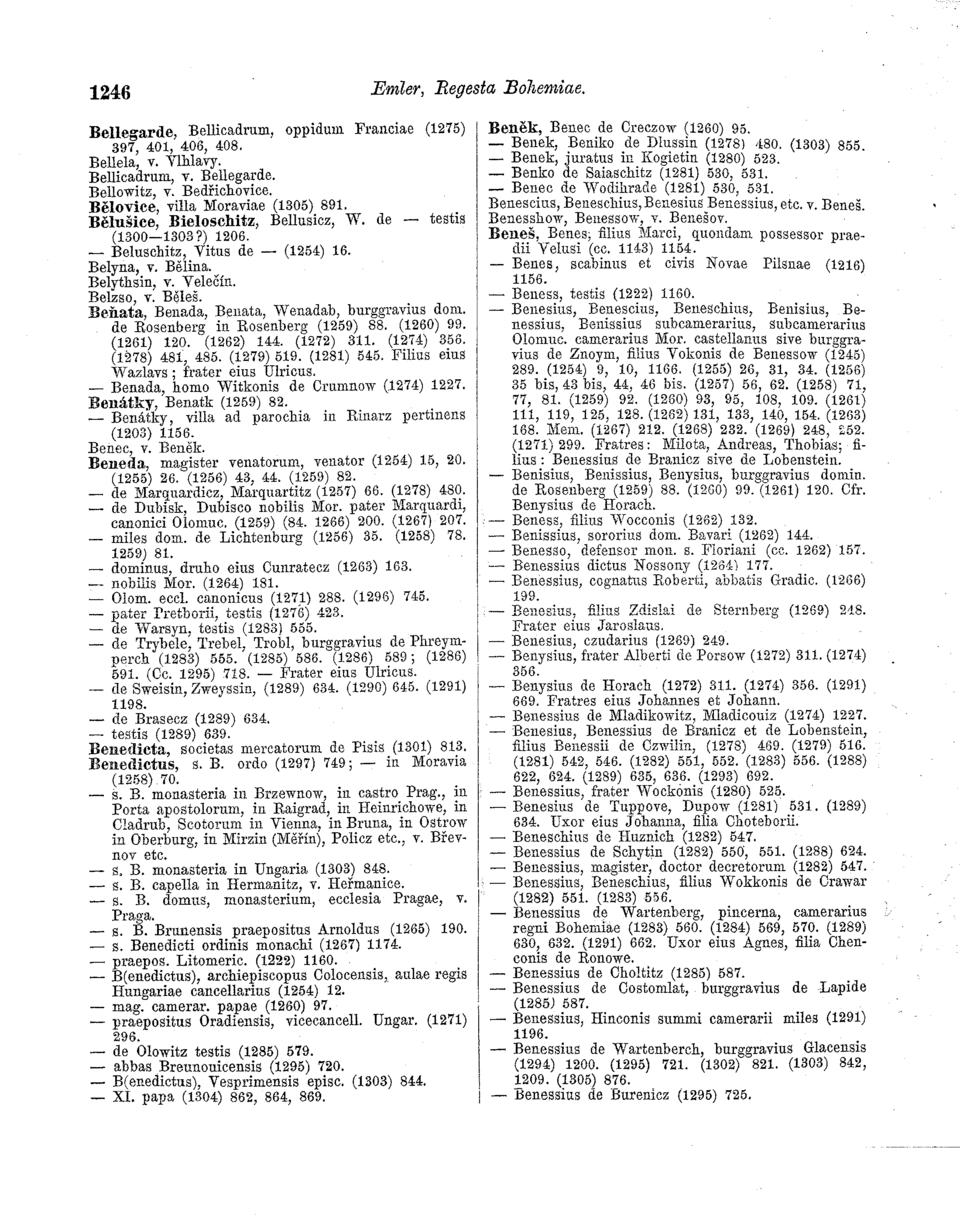 1246
Emler, Regesta Bohemiae.
Bellegarde, Bellicadrum, oppidum Franciae (1275)
397, 401, 406, 408.
Bellela, v. Vlhlavy.
Bellicadrum, v. Bellegarde.
Bellowitz, v. Bedřichovice.
Bělovice, villa Moraviae (1305) 891.
Bělušice, Bieloschitz, Bellusicz, W. de — testis
(1300—1303?) 1206.
— Beluschitz, Vitus de — (1254) 16.
Belyna, v. Bělina.
Belythsin, v. Velečín.
Belzso, v. Běleš.
Beňata, Benada, Benata, Wenadab, burggravius dom.
de Rosenberg in Rosenberg (1259) 88. (1260) 99.
(1261) 120. (1262) 144. (1272) 311. (1274) 356.
(1278) 481, 485. (1279) 519. (1281) 545. Filius eius
Wazlavs; frater eius Ulricus.
— Benada, homo Witkonis de Crumnow (1274) 1227.
Benátky, Benatk (1259) 82.
— Benátky, villa ad parochia in Rinarz pertinens
(1203) 1156.
Benec, v. Beněk.
Beneda, magister venatorum, venator (1254) 15, 20.
(1255) 26. (1256) 43, 44. (1259) 82.
— de Marquardicz, Marquartitz (1257) 66. (1278) 480.
— de Dubisk, Dubisco nobilis Mor. pater Marquardi,
canonici Olomuc. (1259) (84. 1266) 200. (1267) 207.
— miles dom. de Lichtenburg (1256) 35. (1258) 78.
1259) 81.
— dominus, druho eius Cunratecz (1263) 163.
— nobilis Mor. (1264) 181.
— Olom. eccl. canonicus (1271) 288. (1296) 745.
— pater Pretborii, testis (1276) 423.
— de Warsyn, testis (1283) 555.
— de Trybele, Trebel, Trobl, burggravius de Phreym-
perch (1283) 555. (1285) 586. (1286) 589; (1286)
591. (Cc. 1295) 718. — Frater eius Ulricus.
— de Sweisin, Zweyssin, (1289) 634. (1290) 645. (1291)
1198.
— de Brasecz (1289) 634.
— testis (1289) 639.
Benedicta, societas mercatorum de Pisis (1301) 813.
Benedictus, s. B. ordo (1297) 749; — in Moravia
(1258) 70.
— s. B. monasteria in Brzewnow, in castro Prag., in
Porta apostolorum, in Raigrad, in Heinrichowe, in
Cladrub, Scotorum in Vienna, in Bruna, in Ostrow
in Oberburg, in Mirzin (Měřín), Policz etc., v. Břev-
nov etc.
— s. B. monasteria in Ungaria (1303) 848.
— s. B. capella in Hermanitz, v. Heřmanice.
— s. B. domus, monasterium, ecclesia Pragae, v.
Praga.
— s. B. Brunensis praepositus Arnoldus (1265) 190.
— s. Benedicti ordinis monachi (1267) 1174.
— praepos. Litomeric. (1222) 1160.
— B(enedictus), archiepiscopus Colocensis, aulae regis
Hungariae cancellarius (1254) 12.
— mag. camerar. papae (1260) 97.
— praepositus Oradiensis, vicecancell. Ungar. (1271)
296.
— de Olowitz testis (1285) 579.
— abbas Breunouicensis (1295) 720.
— B(enedictus), Vesprimensis episc. (1303) 844.
— XI. papa (1304) 862, 864, 869.
Beněk, Benec de Creczow (1260) 95.
— Benek, Beniko de Dlussin (1278) 480. (1303) 855.
— Benek, juratus in Kogietin (1280) 523.
— Benko de Saiaschitz (1281) 530, 531.
— Benec de Wodihrade (1281) 530, 531.
Benescius, Beneschius, Benesius Benessius, etc. v. Beneš.
Benesshow, Benessow, v. Benešov.
Beneš, Benes; filius Marci, quondam possessor prae-
dii Velusi (cc. 1143) 1154.
— Benes, scabinus et civis Novae Pilsnae (1216)
1156.
— Beness, testis (1222) 1160.
— Benesius, Benescius, Beneschius, Benisius, Be-
nessius, Benissius subcamerarius, subcamerarius
Olomuc. camerarius Mor. castellanus sive burggra-
vius de Znoym, filius Vokonis de Benessow (1245)
289. (1254) 9, 10, 1166. (1255) 26, 31, 34. (1256)
35 bis, 43 bis, 44, 46 bis. (1257) 56, 62. (1258) 71,
77, 81. (1259) 92. (1260) 93, 95, 108, 109. (1261)
111, 119, 125, 128. (1262) 131, 133, 140, 154. (1263)
168. Mem. (1267) 212. (1268) 232. (1269) 248, 252.
(1271) 299. Fratres: Milota, Andreas, Thobias; fi-
lius: Benessius de Branicz sive de Lobenstein.
— Benisius, Benissius, Benysius, burggravius domin.
de Rosenberg (1259) 88. (1260) 99. (1261) 120. Cfr.
Benysius de Horach.
— Beness, filius Wocconis (1262) 132.
— Benissius, sororius dom. Bavari (1262) 144.
— Benesso, defensor mon. s. Floriani (cc. 1262) 157.
— Benessius dictus Nossony (1264) 177.
— Benessius, cognatus Roberti, abbatis Gradic. (1266)
199.
— Benesius, filius Zdislai de Sternberg (1269) 248.
Frater eius Jaroslaus.
— Benesius, czudarius (1269) 249.
— Benysius, frater Alberti de Porsow (1272) 311. (1274)
356.
— Benysius de Horach (1272) 311. (1274) 356. (1291)
669. Fratres eius Johannes et Johann.
— Benessius de Mladikowitz, Mladicouiz (1274) 1227.
— Benesius, Benessius de Branicz et de Lobenstein,
filius Benessii de Czwilin, (1278) 469. (1279) 516.
(1281) 542, 546. (1282) 551, 552. (1283) 556. (1288)
622, 624. (1289) 635, 636. (1293) 692.
— Benessius, frater Wockonis (1280) 525.
— Benesius de Tuppove, Dupow (1281) 531. (1289)
634. Uxor eius Johanna, filia Choteborii.
— Beneschius de Huznich (1282) 547.
— Benessius de Schytin (1282) 550, 551. (1288) 624.
— Benessius, magister, doctor decretorum (1282) 547.
— Benessius, Beneschius, filius Wokkonis de Crawar
(1282) 551. (1283) 556.
— Benessius de Wartenberg, pincerna, camerarius
regni Bohemiae (1283) 560. (1284) 569, 570. (1289)
630, 632. (1291) 662. Uxor eius Agnes, filia Chen-
conis de Ronowe.
— Benessius de Choltitz (1285) 587.
— Benessius de Costomlat, burggravius de Lapide
(1285) 587.
— Benessius, Hinconis summi camerarii miles (1291)
1196.
— Benessius de Wartenberch, burggravius Glacensis
(1294) 1200. (1295) 721. (1302) 821. (1303) 842,
1209. (1305) 876.
— Benessius de Burenicz (1295) 725.